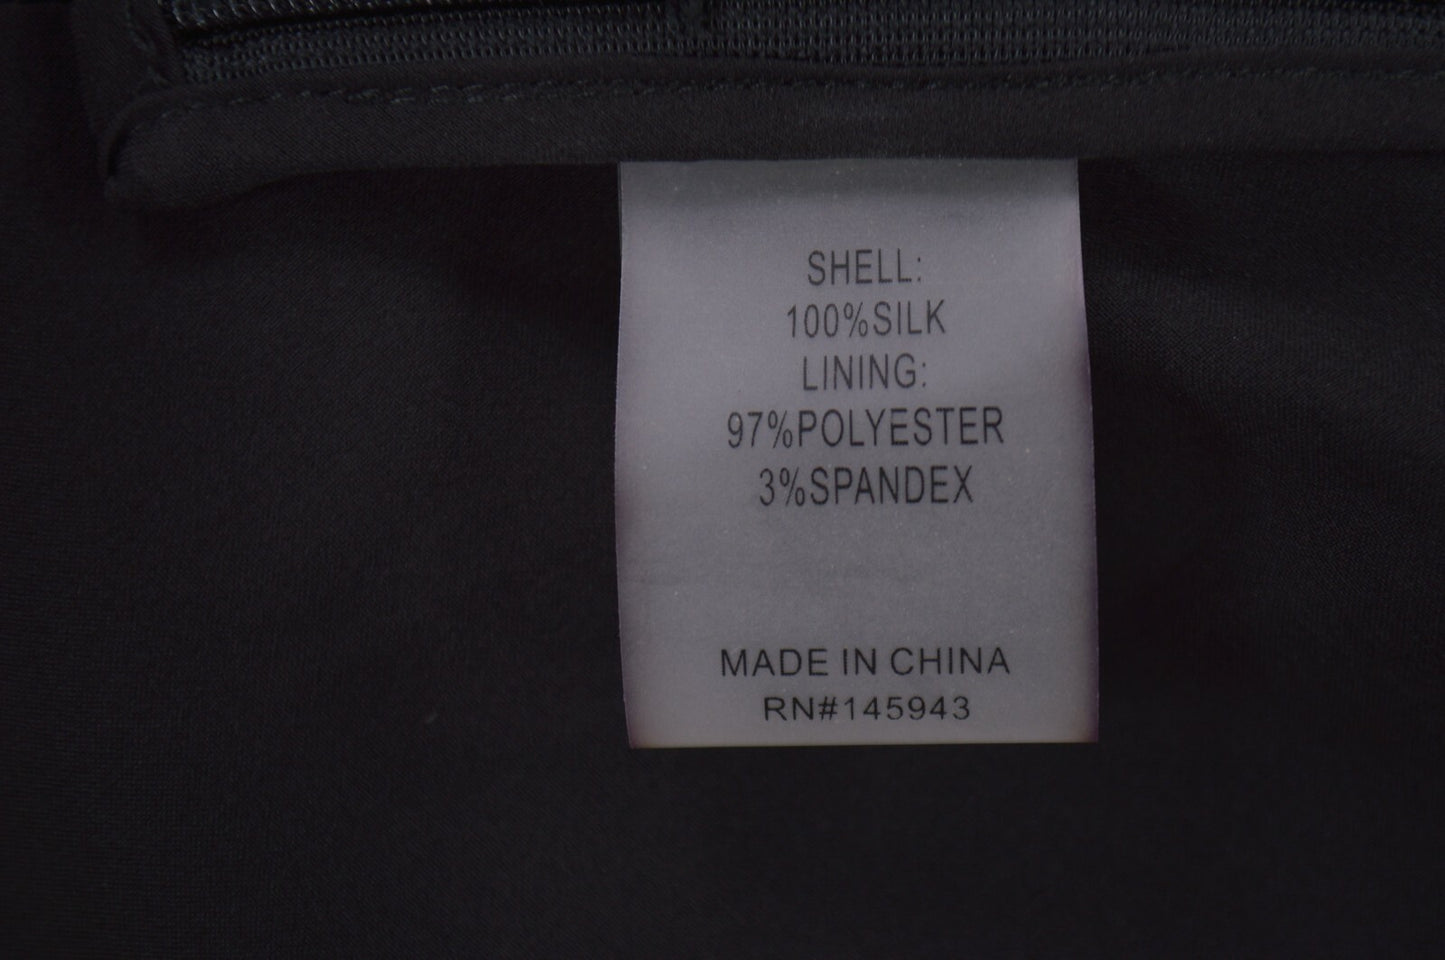 SHELL:
100%SILK
LINING:
97%POLYESTER
3%SPANDEX
MADE IN CHINA
RN#145943